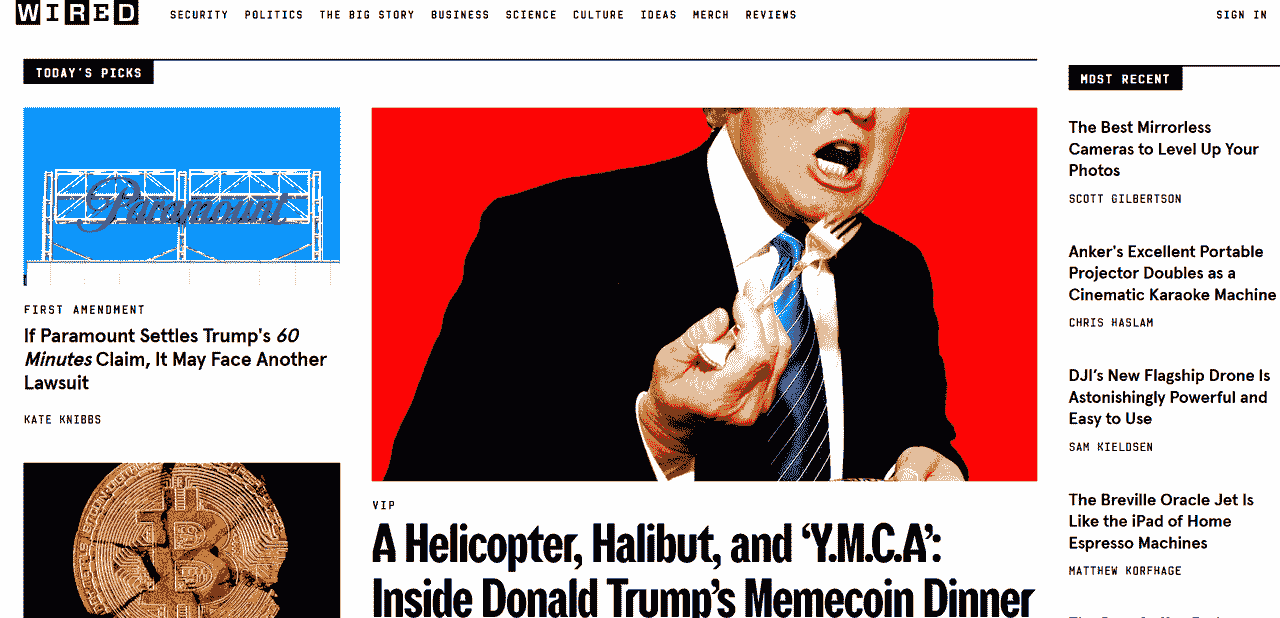 WIRED
SECURITY POLITICS THE BIG STORY BUSINESS SCIENCE CULTURE IDEAS MERCH REVIEWS
SIGN IN
TODAY'S PICKS
Paramount
FIRST AMENDMENT
If Paramount Settles Trump's 60
Minutes Claim, It May Face Another
Lawsuit
KATE KNIBBS
VIP
A Helicopter, Halibut, and ‘Y.M.C.A’:
Inside Donald Trump’s Memecoin Dinner
MOST RECENT
The Best Mirrorless
Cameras to Level Up Your
Photos
SCOTT GILBERTSON
Anker's Excellent Portable
Projector Doubles as a
Cinematic Karaoke Machine
CHRIS HASLAM
DJI’s New Flagship Drone Is
Astonishingly Powerful and
Easy to Use
SAM KIELDSEN
The Breville Oracle Jet Is
Like the iPad of Home
Espresso Machines
MATTHEW KORFHAGE